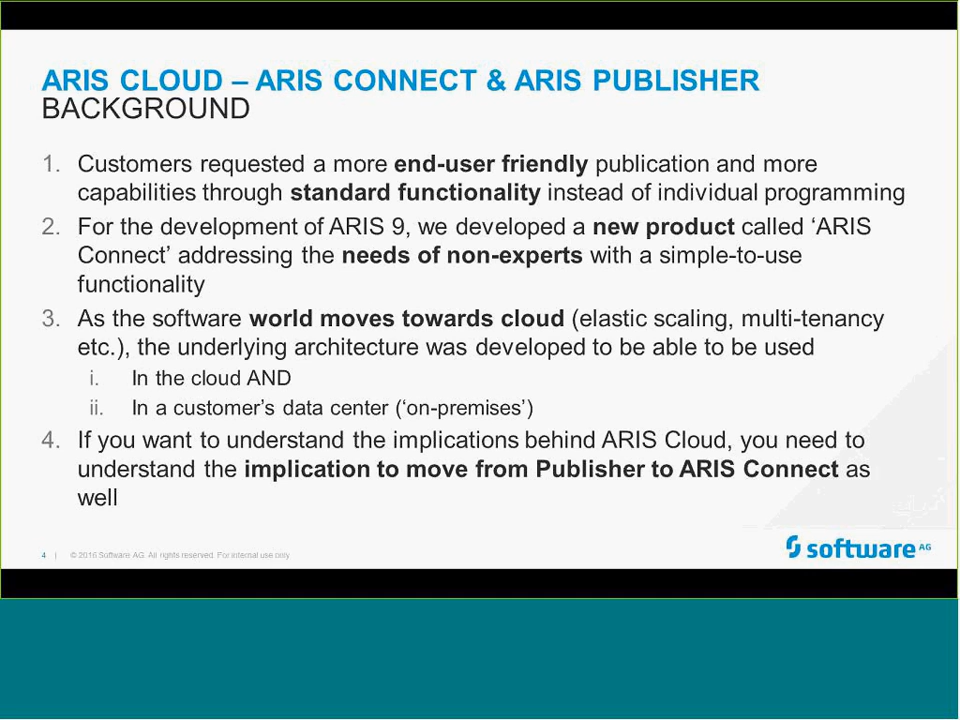 ARIS CLOUD – ARIS CONNECT & ARIS PUBLISHER
BACKGROUND
1. Customers requested a more end-user friendly publication and more
capabilities through standard functionality instead of individual programming
2. For the development of ARIS 9, we developed a new product called ‘ARIS
Connect’ addressing the needs of non-experts with a simple-to-use
functionality
3. As the software world moves towards cloud (elastic scaling, multi-tenancy
etc.), the underlying architecture was developed to be able to be used
i. In the cloud AND
ii. In a customer’s data center (‘on-premises’)
4. If you want to understand the implications behind ARIS Cloud, you need to
understand the implication to move from Publisher to ARIS Connect as
well
4 | © 2016 Software AG. All rights reserved. For internal use only
software AG